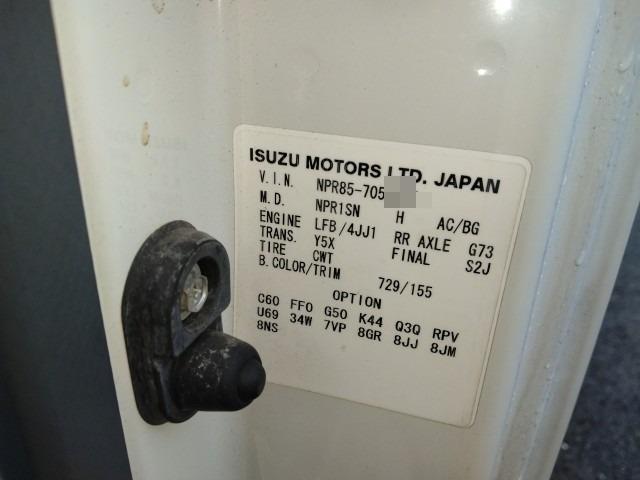 ISUZU MOTORS LTD. JAPAN
V.I.N. NPR85-705
M.D. NPR1SN H AC/BG
ENGINE LFB/4JJ1 RR AXLE G73
TRANS. Y5X FINAL S2J
TIRE CWT
B.COLOR/TRIM 729/155
OPTION
C60 FF0 G50 K44 Q3Q RPV
U69 34W 7VP 8GR 8JJ 8JM
8NS